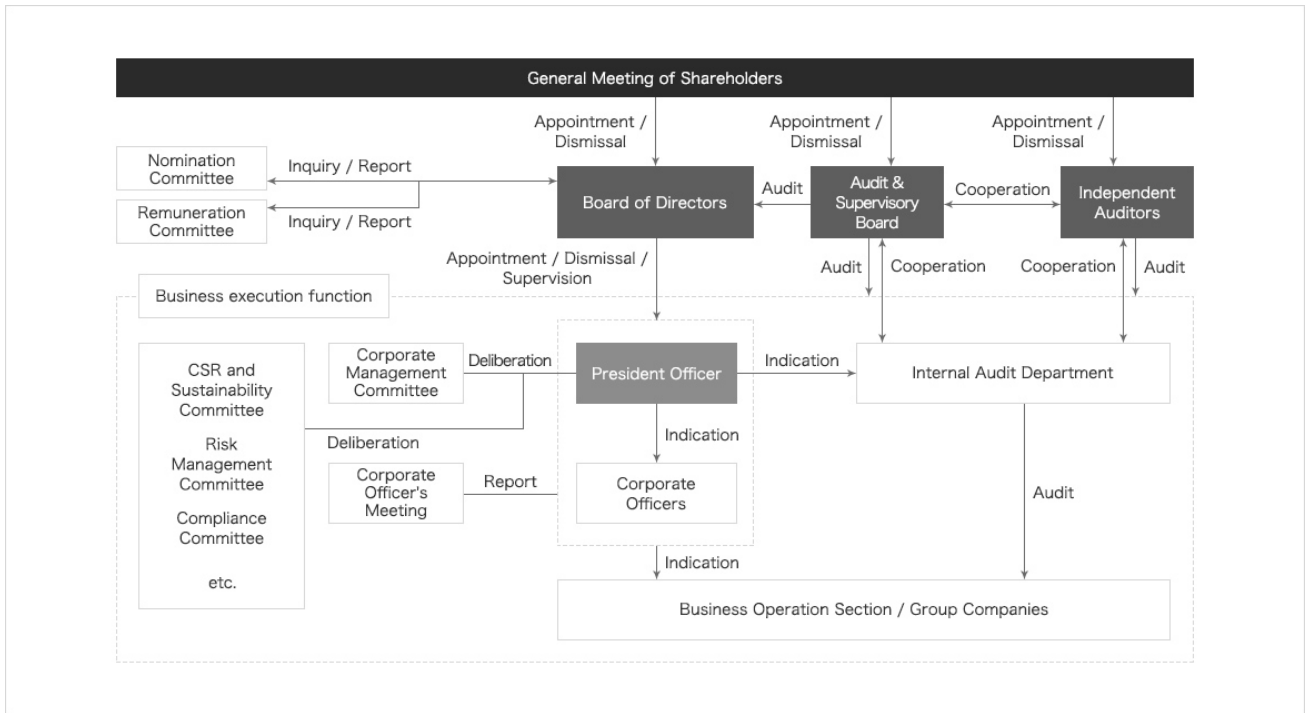 General Meeting of Shareholders
Appointment /
Dismissal
Appointment /
Dismissal
Appointment /
Dismissal
Nomination
Committee
Inquiry / Report
Remuneration
Committee
Inquiry / Report
Board of Directors
Audit
Audit &
Supervisory
Board
Cooperation
Independent
Auditors
Appointment / Dismissal /
Supervision
Audit
Cooperation
Cooperation
Audit
Business execution function
CSR and
Sustainability
Committee
Risk
Management
Committee
Compliance
Committee
etc.
Corporate
Management
Committee
Deliberation
Deliberation
President Officer
Indication
Internal Audit Department
Indication
Corporate
Officer's
Meeting
Report
Corporate
Officers
Audit
Indication
Business Operation Section / Group Companies